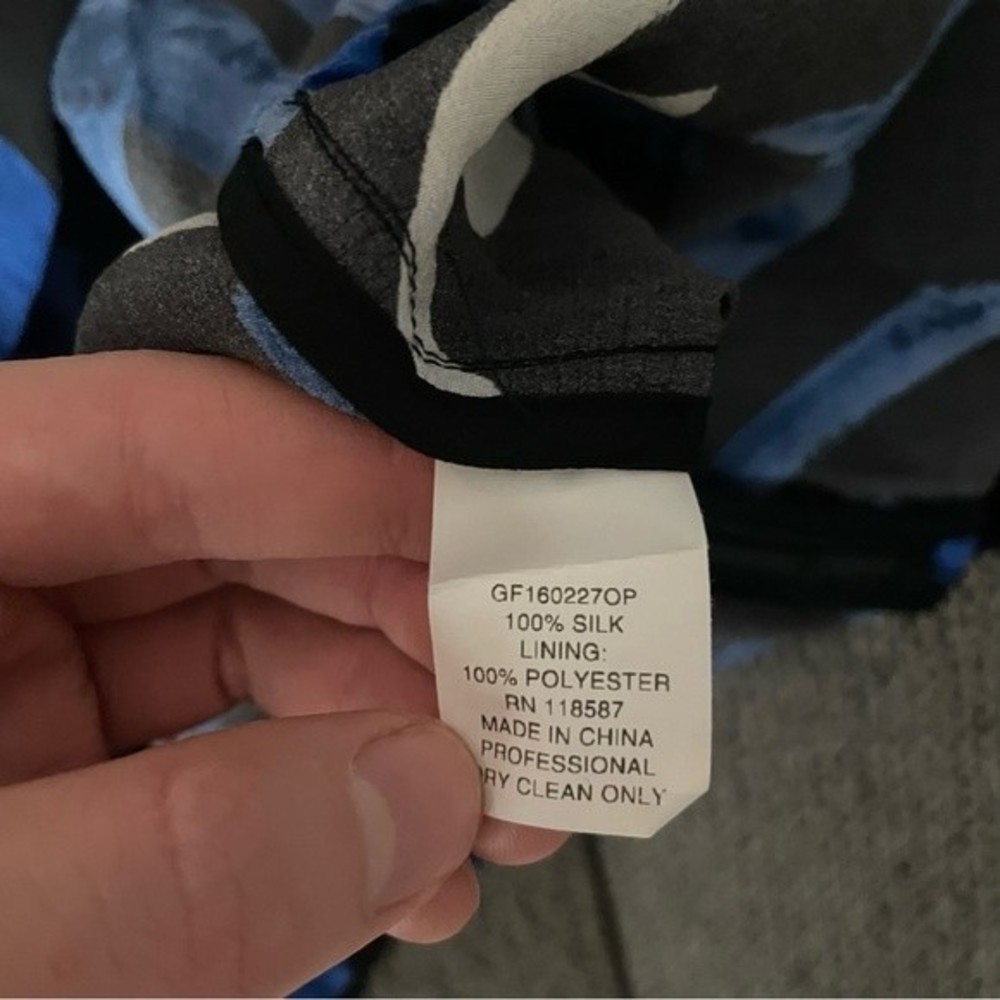 GF160227OP
100% SILK
LINING:
100% POLYESTER
RN 118587
MADE IN CHINA
PROFESSIONAL
DRY CLEAN ONLY